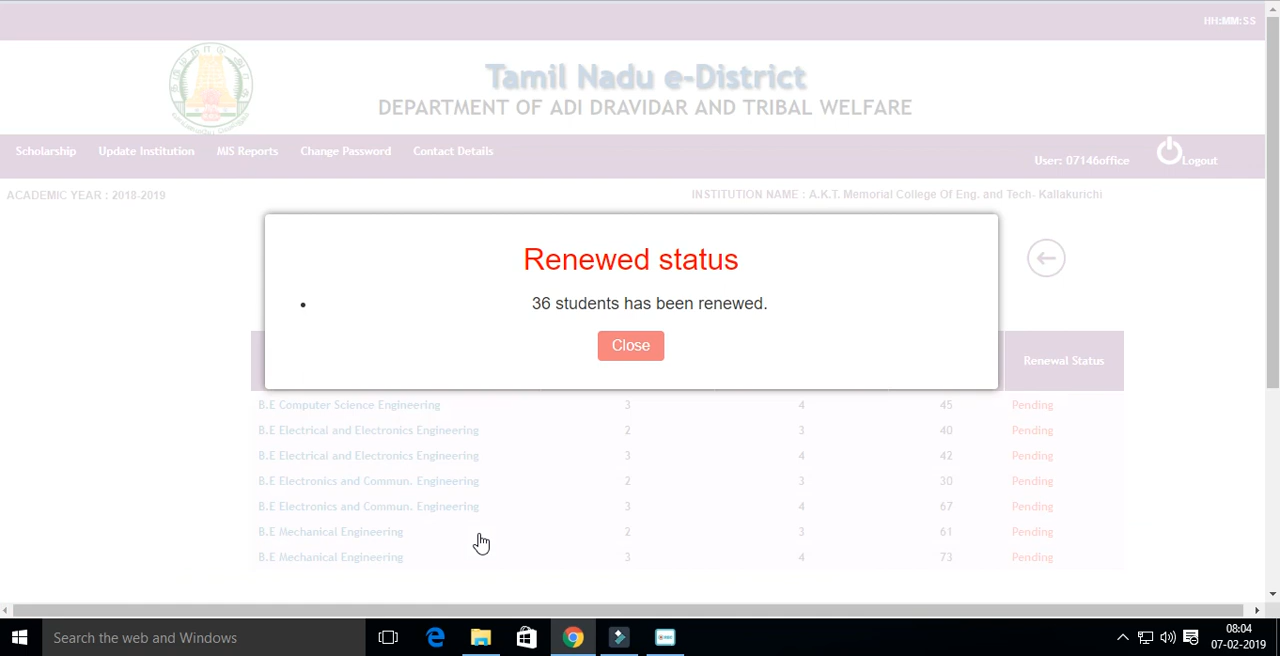 HH:MM:SS
Tamil Nadu e-District
DEPARTMENT OF ADI DRAVIDAR AND TRIBAL WELFARE
Scholarship Update Institution MIS Reports Change Password Contact Details User: 07146office Logout
ACADEMIC YEAR : 2018-2019 INSTITUTION NAME : A.K.T. Memorial College Of Eng. and Tech- Kallakurichi
Renewed status
• 36 students has been renewed.
Close
Renewal Status
B.E Computer Science Engineering 3 4 45 Pending
B.E Electrical and Electronics Engineering 2 3 40 Pending
B.E Electrical and Electronics Engineering 3 4 42 Pending
B.E Electronics and Commun. Engineering 2 3 30 Pending
B.E Electronics and Commun. Engineering 3 4 67 Pending
B.E Mechanical Engineering 2 3 61 Pending
B.E Mechanical Engineering 3 4 73 Pending
Search the web and Windows
08:04
07-02-2019